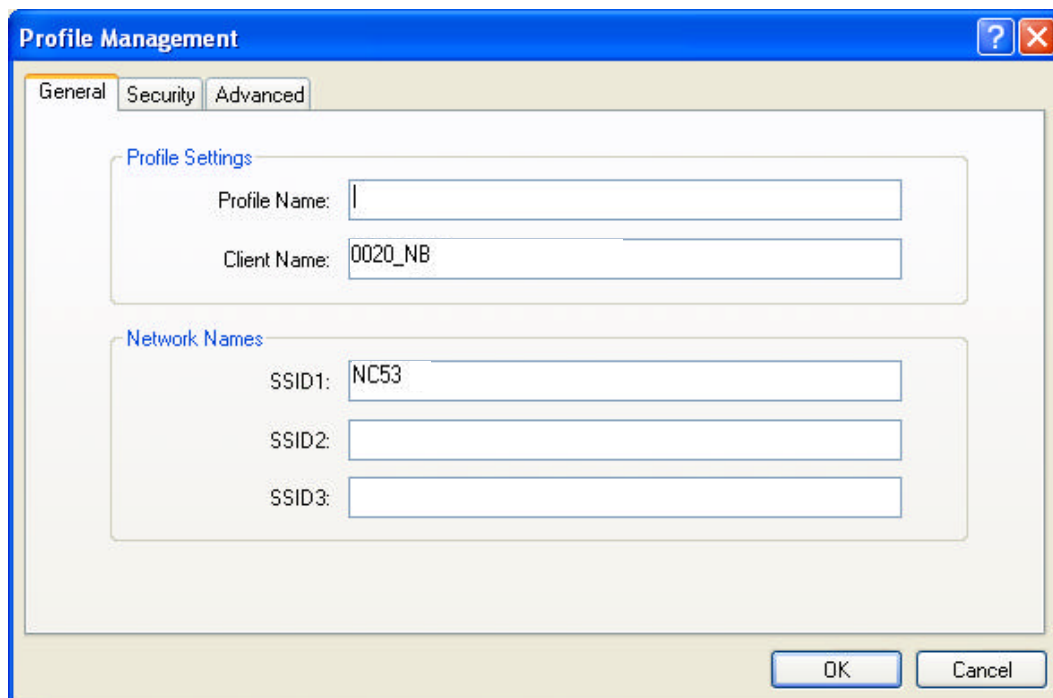 Profile Management
General Security Advanced
Profile Settings
Profile Name:
Client Name: 0020_NB
Network Names
SSID1: NC53
SSID2:
SSID3:
OK Cancel